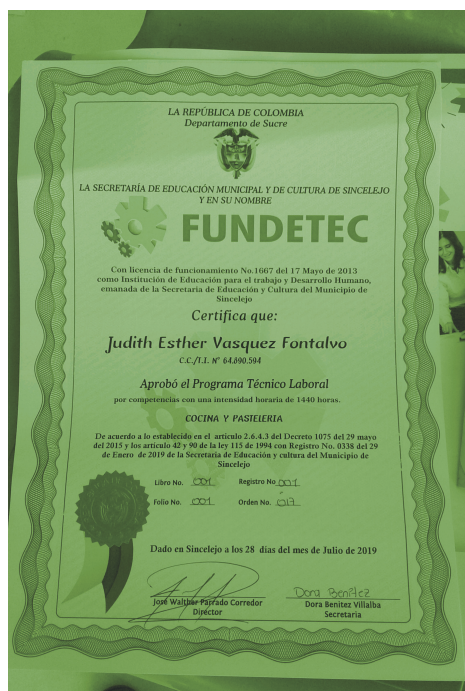 LA REPÚBLICA DE COLOMBIA
Departamento de Sucre
LA SECRETARÍA DE EDUCACIÓN MUNICIPAL Y DE CULTURA DE SINCELEJO
Y EN SU NOMBRE
FUNDETEC
Con licencia de funcionamiento No.1667 del 17 Mayo de 2013
como Institución de Educación para el trabajo y Desarrollo Humano,
emanada de la Secretaria de Educación y Cultura del Municipio de
Sincelejo
Certifica que:
Judith Esther Vasquez Fontalvo
C.C./T.I. N° 64.690.594
Aprobó el Programa Técnico Laboral
por competencias con una intensidad horaria de 1440 horas.
COCINA Y PASTELERIA
De acuerdo a lo establecido en el articulo 2.6.4.3 del Decreto 1075 del 29 mayo
del 2015 y los artículo 42 y 90 de la ley 115 de 1994 con Registro No. 0338 del 29
de Enero de 2019 de la Secretaria de Educación y cultura del Municipio de
Sincelejo
Libro No. 001 Registro No 001
Folio No. 001 Orden No. 017
Dado en Sincelejo a los 28 días del mes de Julio de 2019
Dora Benitez
José Walther Parrado Corredor
Director
Dora Benitez Villalba
Secretaria